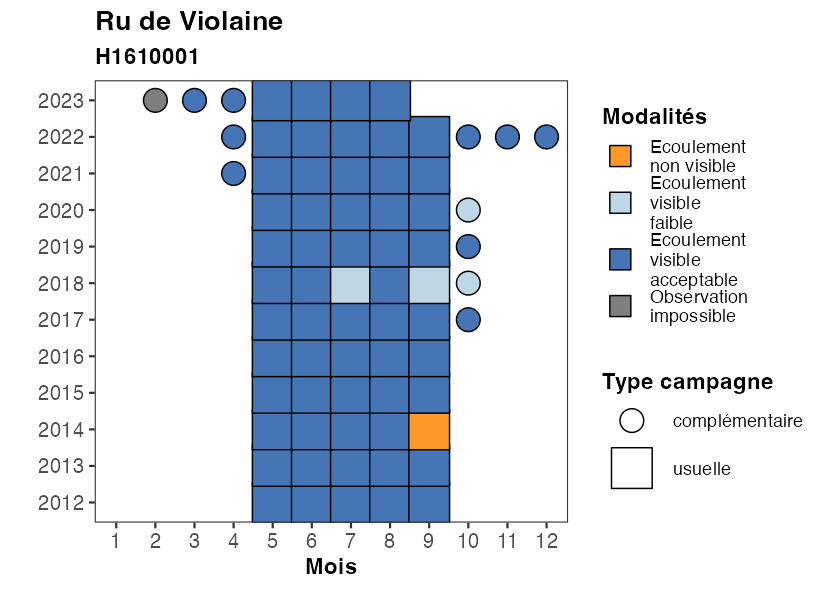 Ru de Violaine
H1610001
2023
2022
2021
2020
2019
2018
2017
2016
2015
2014
2013
2012
1 2 3 4 5 6 7 8 9 10 11 12
Mois
Modalités
Ecoulement
non visible
Ecoulement
visible
faible
Ecoulement
visible
acceptable
Observation
impossible
Type campagne
complémentaire
usuelle